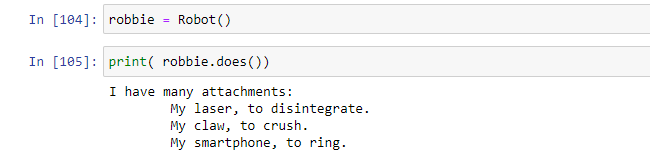 In [104]: robbie = Robot()
In [105]: print( robbie.does())
I have many attachments:
        My laser, to disintegrate.
        My claw, to crush.
        My smartphone, to ring.